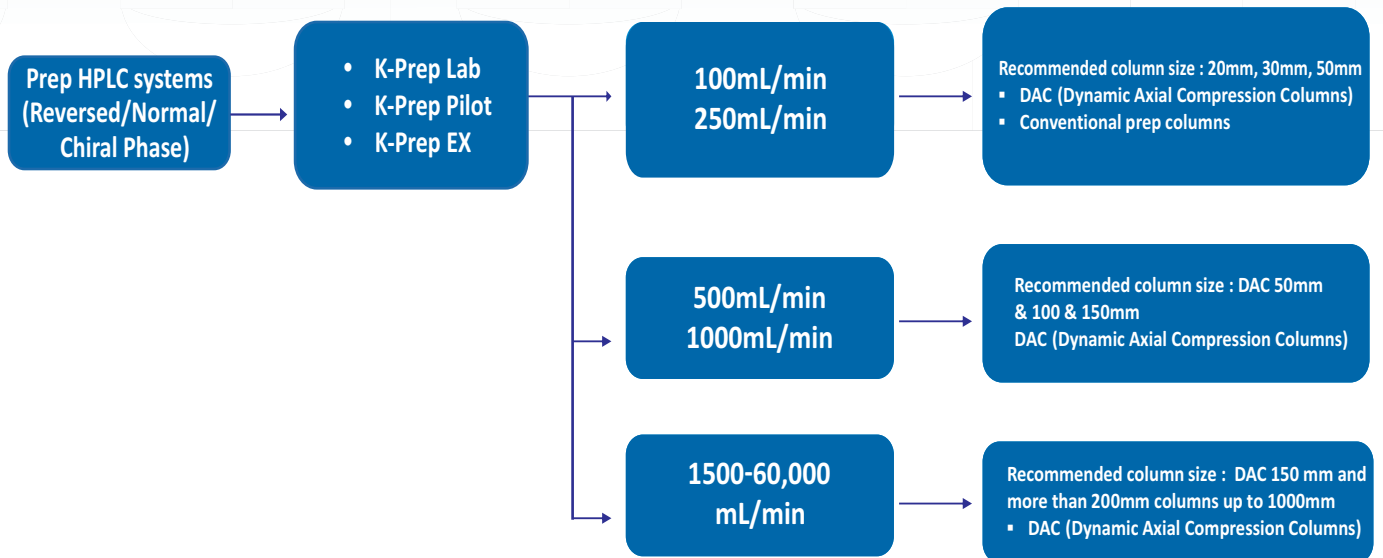 Prep HPLC systems
(Reversed/Normal/
Chiral Phase)
• K-Prep Lab
• K-Prep Pilot
• K-Prep EX
100mL/min
250mL/min
Recommended column size : 20mm, 30mm, 50mm
▪ DAC (Dynamic Axial Compression Columns)
▪ Conventional prep columns
500mL/min
1000mL/min
Recommended column size : DAC 50mm
& 100 & 150mm
DAC (Dynamic Axial Compression Columns)
1500-60,000
mL/min
Recommended column size : DAC 150 mm and
more than 200mm columns up to 1000mm
▪ DAC (Dynamic Axial Compression Columns)